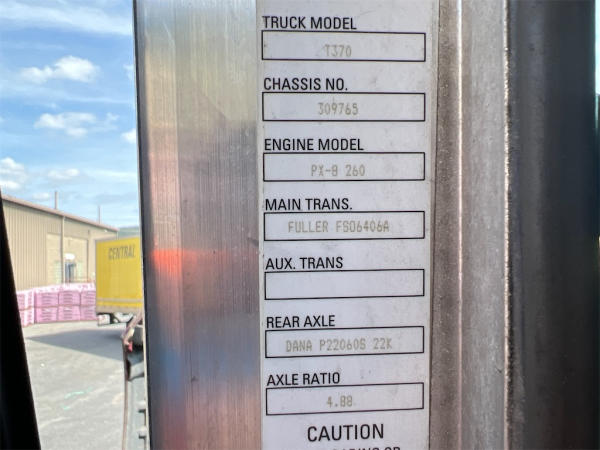 TRUCK MODEL
T370
CHASSIS NO.
309765
ENGINE MODEL
PX-8 260
MAIN TRANS.
FULLER FSO6406A
AUX. TRANS
REAR AXLE
DANA P22060S 22K
AXLE RATIO
4.88
CAUTION
CENTRAL